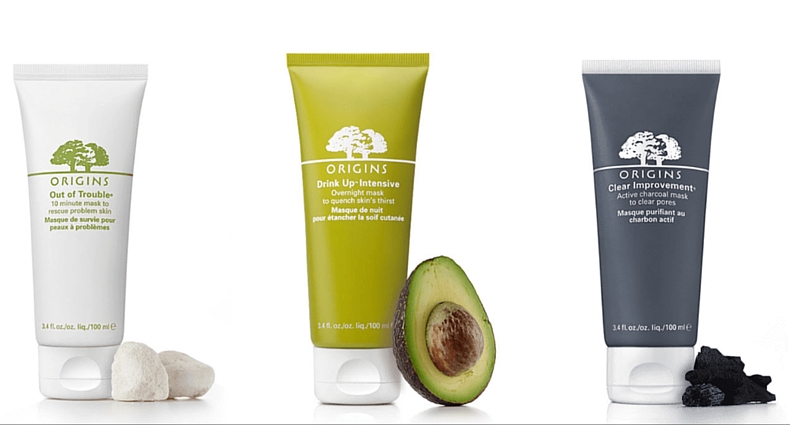 ORIGINS
Out of Trouble®
10 minute mask to
rescue problem skin
Masque de survie pour
peaux à problèmes
3.4 fl.oz./oz. liq./100 ml ℮
ORIGINS
Drink Up™ Intensive
Overnight mask
to quench skin's thirst
Masque de nuit
pour étancher la soif cutanée
3.4 fl.oz./oz. liq./100 ml
ORIGINS
Clear Improvement®
Active charcoal mask
to clear pores
Masque purifiant au
charbon actif
3.4 fl.oz./oz. liq./100 ml ℮